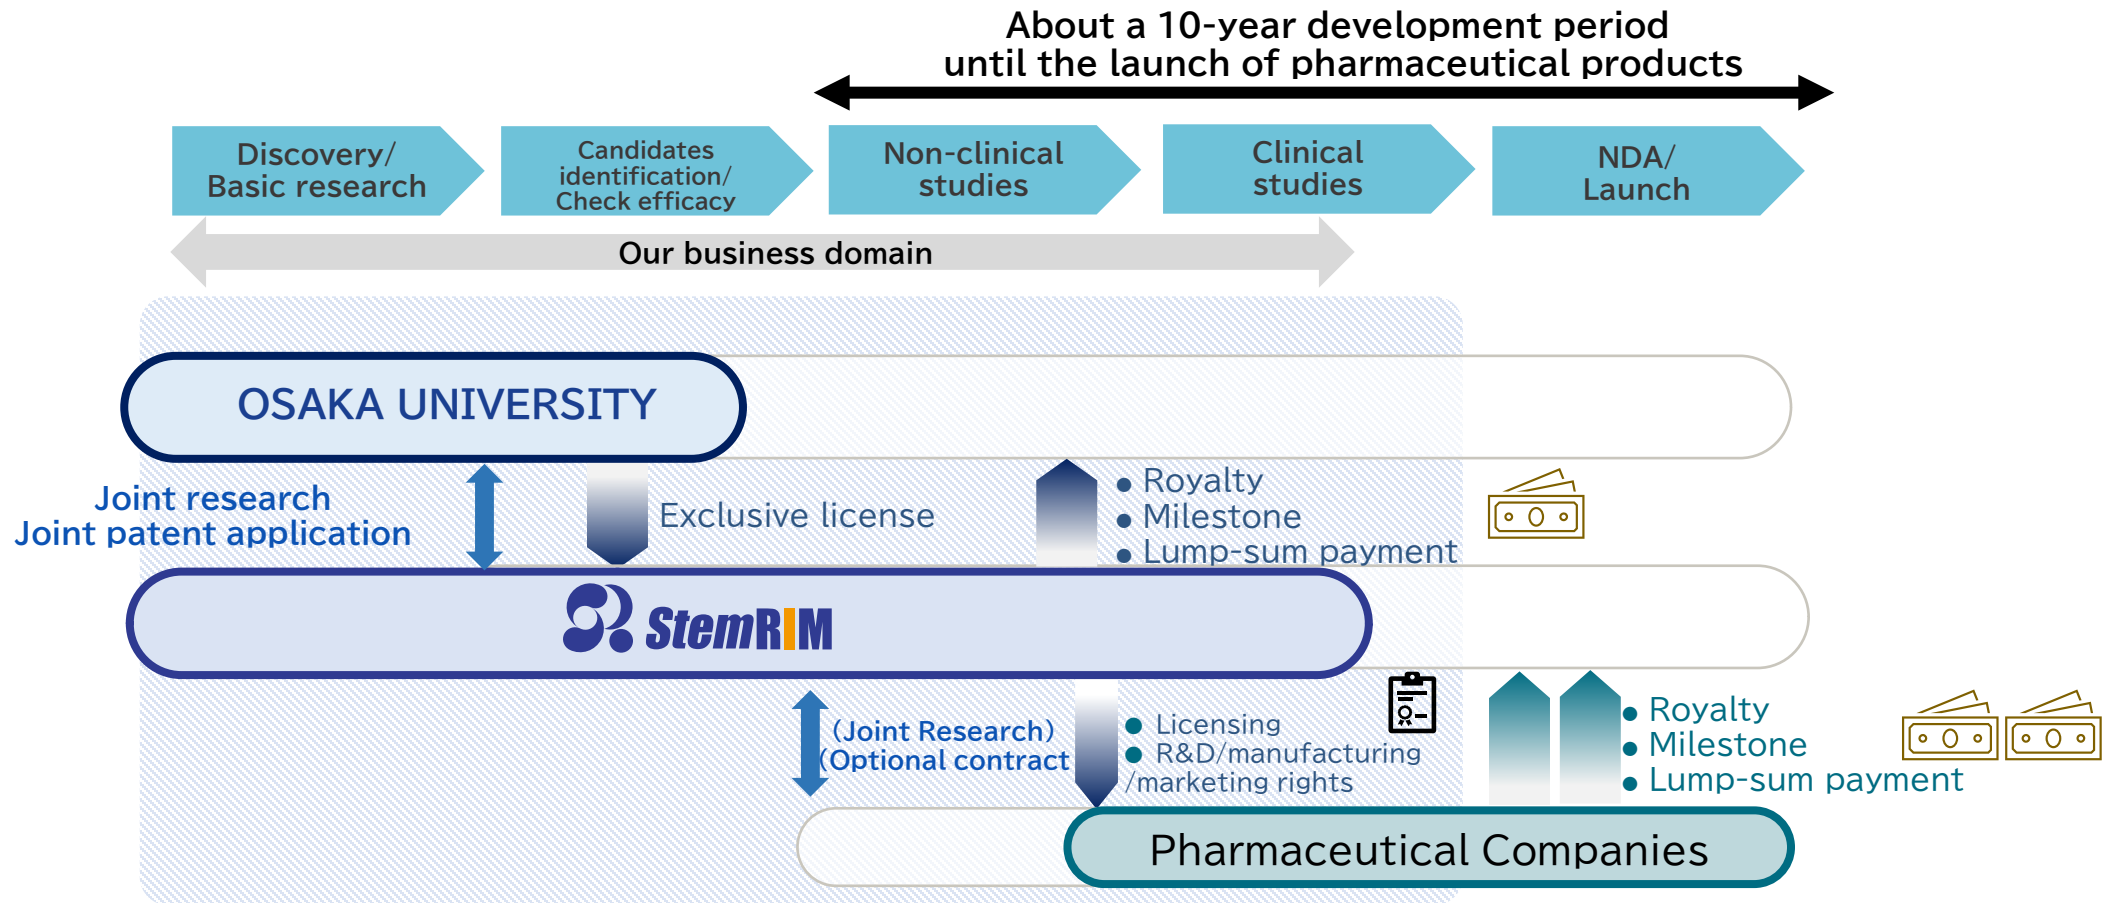 About a 10-year development period
until the launch of pharmaceutical products
Discovery/
Basic research
Candidates
identification/
Check efficacy
Non-clinical
studies
Clinical
studies
NDA/
Launch
Our business domain
OSAKA UNIVERSITY
Joint research
Joint patent application
Exclusive license
● Royalty
● Milestone
● Lump-sum payment
StemRIM
(Joint Research)
(Optional contract
● Licensing
● R&D/manufacturing
/marketing rights
● Royalty
● Milestone
● Lump-sum payment
Pharmaceutical Companies